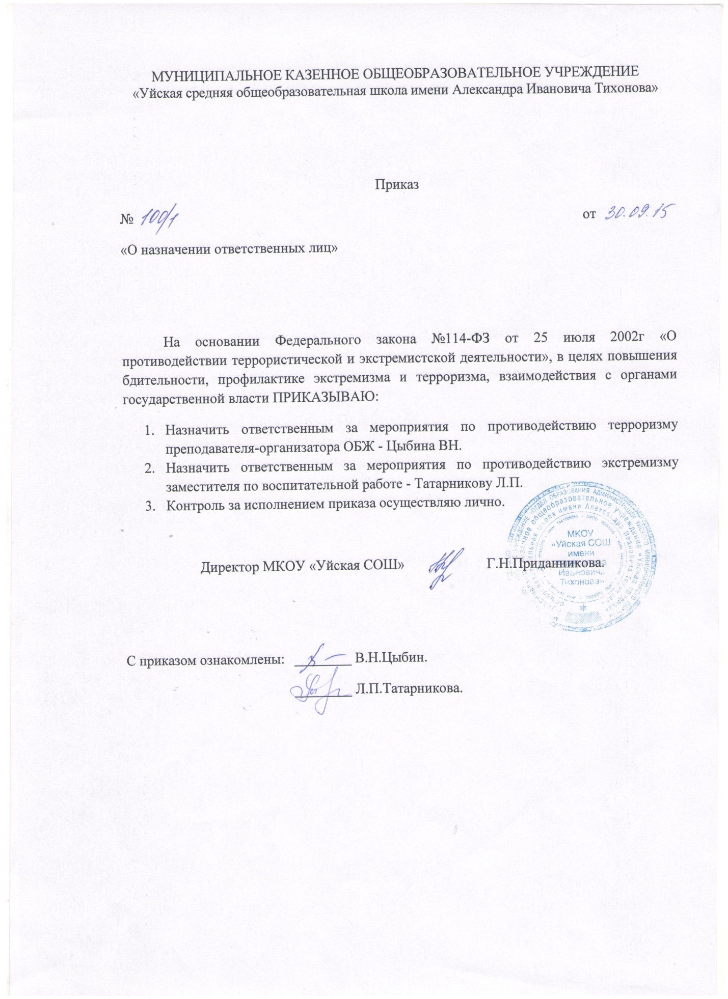 МУНИЦИПАЛЬНОЕ КАЗЕННОЕ ОБЩЕОБРАЗОВАТЕЛЬНОЕ УЧРЕЖДЕНИЕ
«Уйская средняя общеобразовательная школа имени Александра Ивановича Тихонова»
Приказ
№ 100/1 от 30.09.15
«О назначении ответственных лиц»
На основании Федерального закона №114-ФЗ от 25 июля 2002г «О
противодействии террористической и экстремистской деятельности», в целях повышения
бдительности, профилактике экстремизма и терроризма, взаимодействия с органами
государственной власти ПРИКАЗЫВАЮ:
1. Назначить ответственным за мероприятия по противодействию терроризму
преподавателя-организатора ОБЖ - Цыбина ВН.
2. Назначить ответственным за мероприятия по противодействию экстремизму
заместителя по воспитательной работе - Татарникову Л.П.
3. Контроль за исполнением приказа осуществляю лично.
Директор МКОУ «Уйская СОШ» Г.Н.Приданникова.
МКОУ
«Уйская СОШ
имени
Ивановича
Тихонова»
С приказом ознакомлены: В.Н.Цыбин.
Л.П.Татарникова.